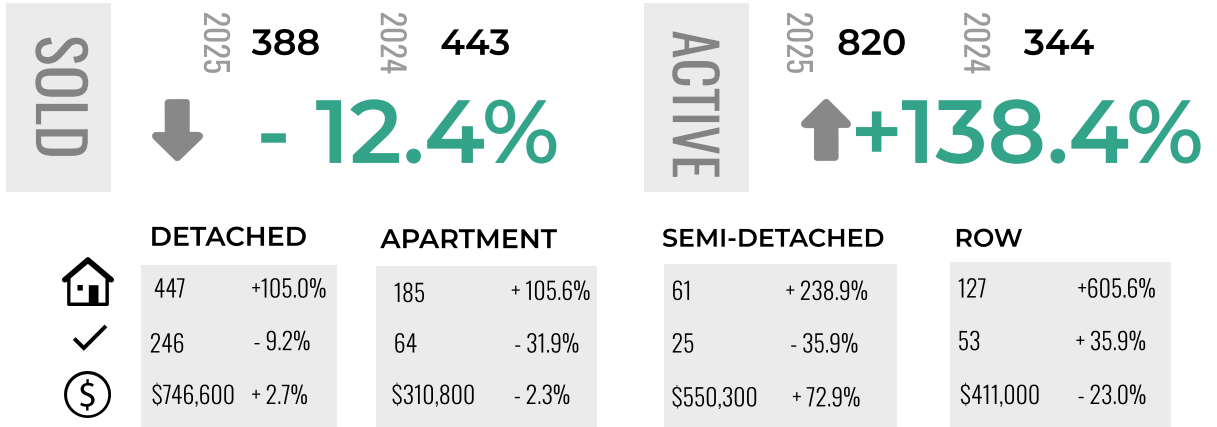 SOLD
2025 388 2024 443
- 12.4%
ACTIVE
2025 820 2024 344
+138.4%
DETACHED
447 +105.0%
246 - 9.2%
$746,600 + 2.7%
APARTMENT
185 + 105.6%
64 - 31.9%
$310,800 - 2.3%
SEMI-DETACHED
61 + 238.9%
25 - 35.9%
$550,300 + 72.9%
ROW
127 +605.6%
53 + 35.9%
$411,000 - 23.0%
$